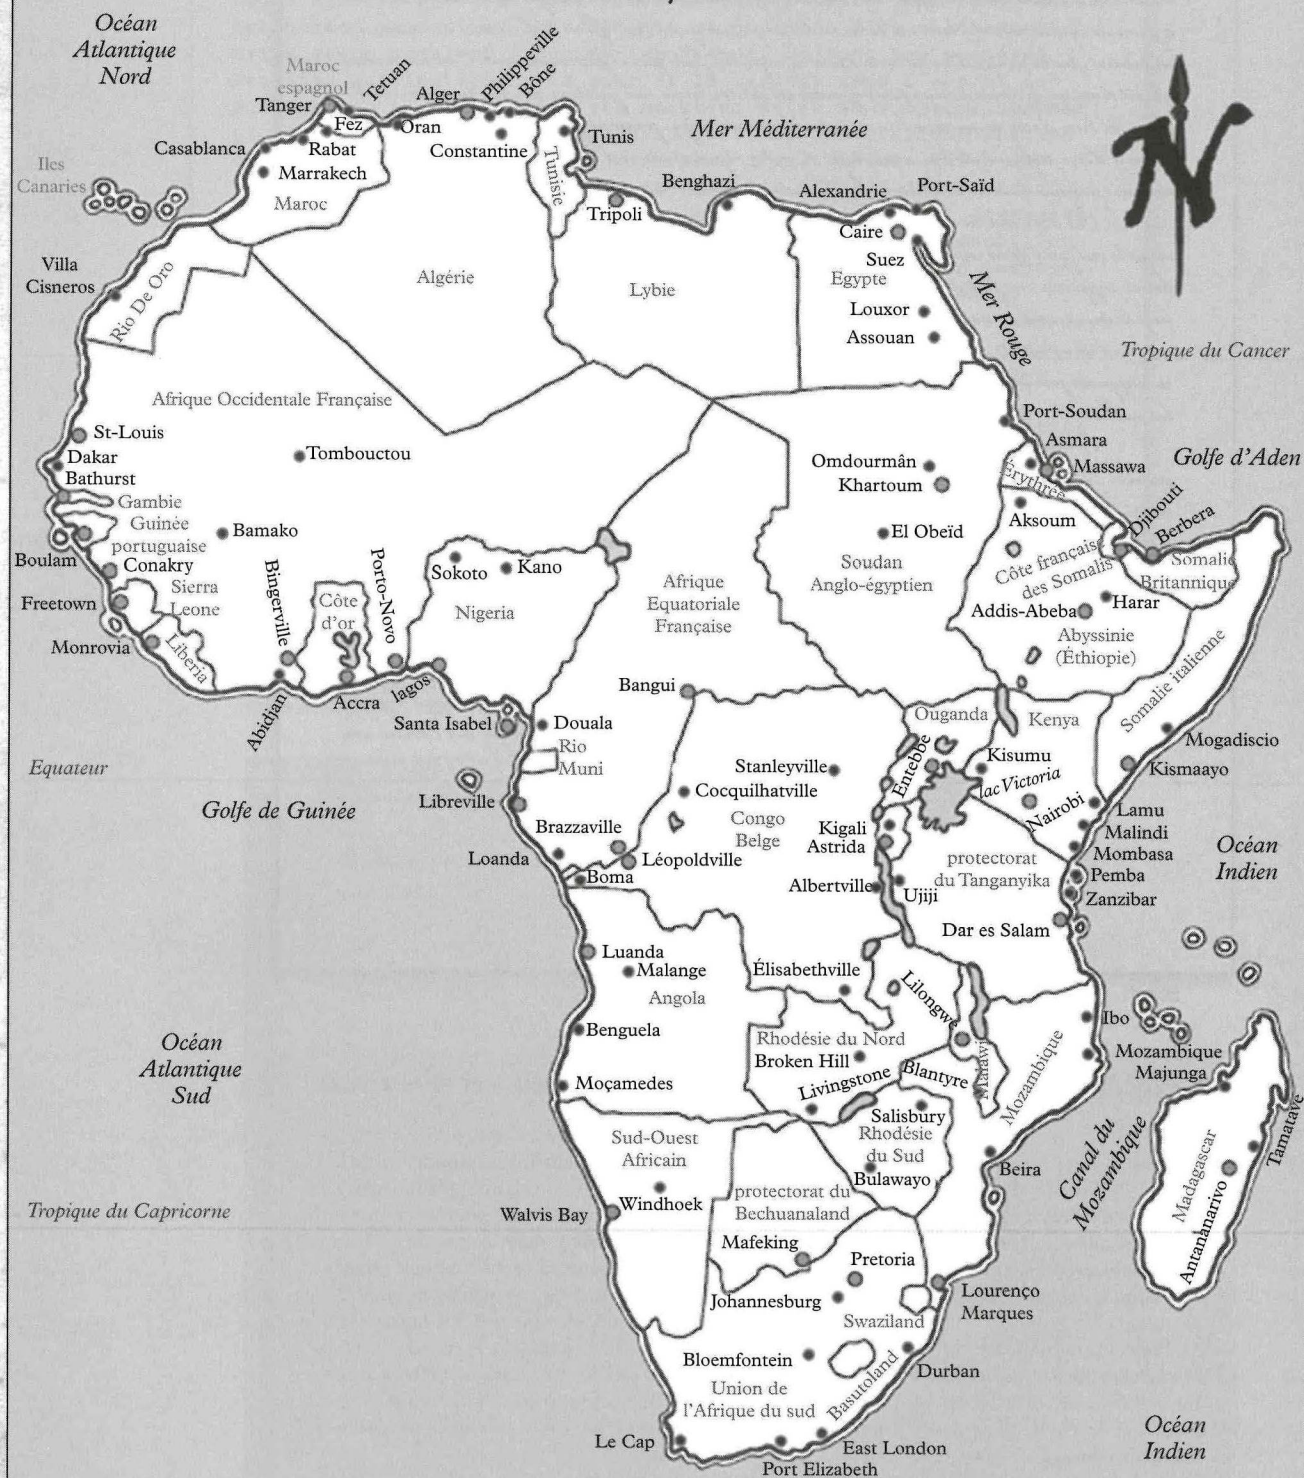 Océan
Atlantique
Nord
Maroc
espagnol
Tanger
Tetuan
Alger
Philippeville
Bône
Fez
Oran
Constantine
Tunis
Mer Méditerranée
Casablanca
Rabat
Marrakech
Maroc
Tunisie
Iles
Canaries
Tripoli
Benghazi
Alexandrie
Port-Saïd
Caire
Suez
Egypte
Louxor
Assouan
Mer Rouge
N
Villa
Cisneros
Rio De Oro
Algérie
Lybie
Tropique du Cancer
Afrique Occidentale Française
St-Louis
Dakar
Bathurst
Gambie
Guinée
portuguaise
Tombouctou
Bamako
Boulam
Conakry
Sierra
Leone
Freetown
Monrovia
Liberia
Bingerville
Côte
d'or
Porto-Novo
Abidjan
Accra
lagos
Sokoto
Kano
Nigeria
Santa Isabel
Douala
Rio
Muni
Afrique
Equatoriale
Française
Bangui
Port-Soudan
Asmara
Massawa
Golfe d'Aden
Omdourmân
Khartoum
Érythrée
Aksoum
Djibouti
Berbera
El Obeïd
Soudan
Anglo-égyptien
Côte français
des Somalis
Somalie
Britannique
Addis-Abeba
Harar
Abyssinie
(Éthiopie)
Somalie italienne
Equateur
Golfe de Guinée
Libreville
Stanleyville
Cocquilhatville
Congo
Belge
Brazzaville
Léopoldville
Loanda
Boma
Ouganda
Kenya
Entebbe
Kisumu
lac Victoria
Nairobi
Mogadiscio
Kismaayo
Lamu
Malindi
Mombasa
Pemba
Zanzibar
Kigali
Astrida
Albertville
Ujiji
protectorat
du Tanganyika
Dar es Salam
Océan
Indien
Luanda
Malange
Angola
Benguela
Moçamedes
Élisabethville
Lilongwe
Rhodésie du Nord
Broken Hill
Livingstone
Blantyre
Malawi
Mozambique
Ibo
Mozambique
Majunga
Océan
Atlantique
Sud
Salisbury
Rhodésie
du Sud
Bulawayo
Beira
Canal du
Mozambique
Madagascar
Tamatave
Antananarivo
Sud-Ouest
Africain
Windhoek
Walvis Bay
Tropique du Capricorne
protectorat du
Bechuanaland
Mafeking
Pretoria
Johannesburg
Lourenço
Marques
Swaziland
Bloemfontein
Basutoland
Durban
Union de
l'Afrique du sud
Le Cap
East London
Port Elizabeth
Océan
Indien